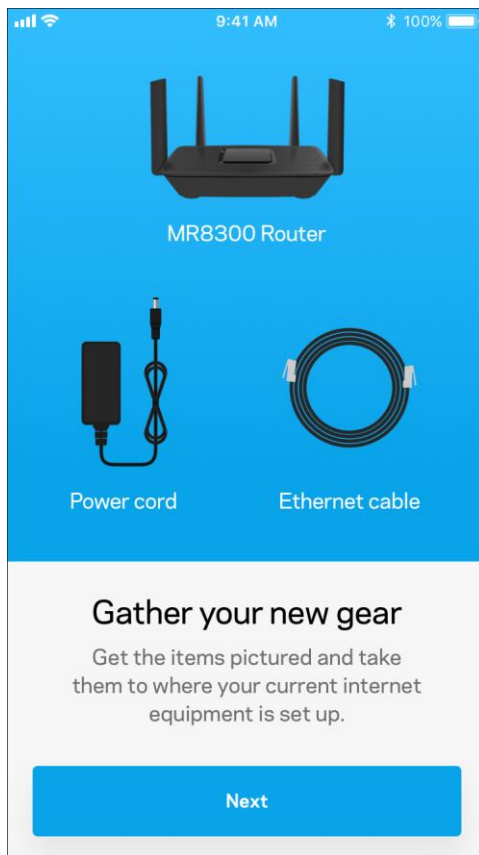 9:41 AM
100%
MR8300 Router
Power cord
Ethernet cable
Gather your new gear
Get the items pictured and take
them to where your current internet
equipment is set up.
Next